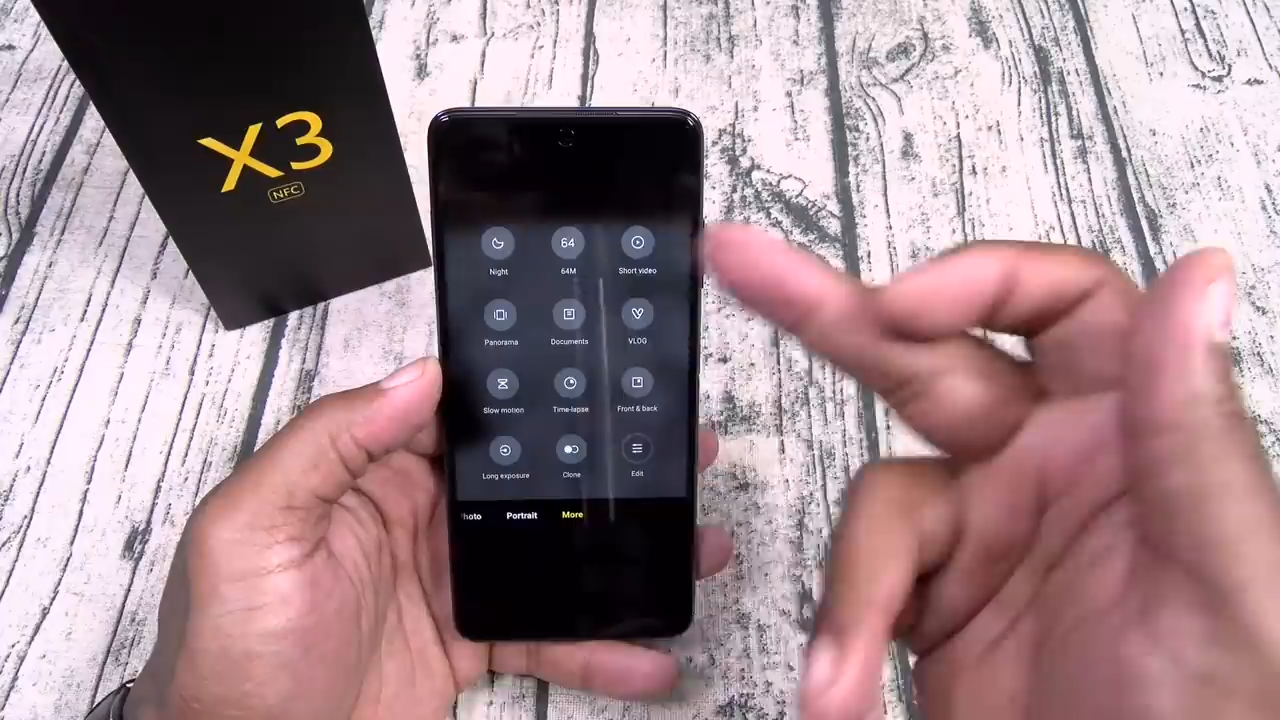 X3
NFC
Night
64
64M
Short video
Panorama
Documents
VLOG
Slow motion
Time-lapse
Front & back
Long exposure
Clone
Edit
hoto
Portrait
More